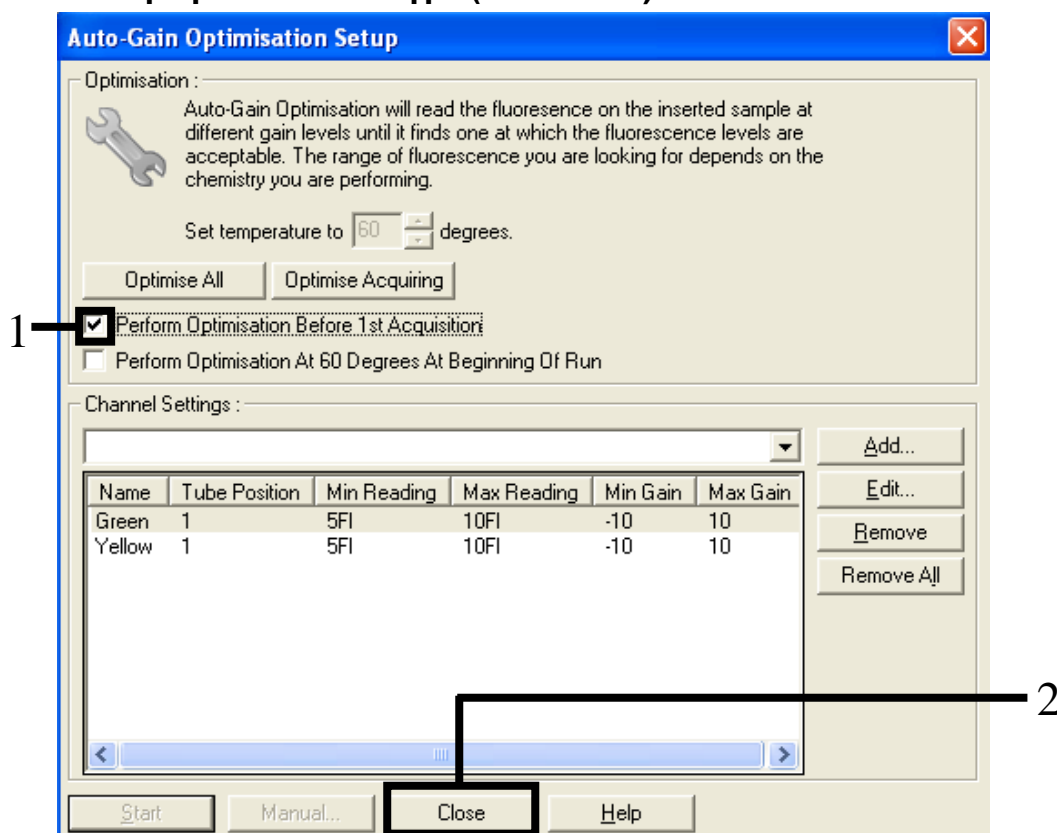 Auto-Gain Optimisation Setup
Optimisation :
Auto-Gain Optimisation will read the fluoresence on the inserted sample at
different gain levels until it finds one at which the fluorescence levels are
acceptable. The range of fluorescence you are looking for depends on the
chemistry you are performing.
Set temperature to 60 degrees.
Optimise All Optimise Acquiring
1 Perform Optimisation Before 1st Acquisition
Perform Optimisation At 60 Degrees At Beginning Of Run
Channel Settings :
Add...
Name Tube Position Min Reading Max Reading Min Gain Max Gain Edit...
Green 1 5Fl 10Fl -10 10
Remove
Yellow 1 5Fl 10Fl -10 10
Remove All
2
Start Manual... Close Help